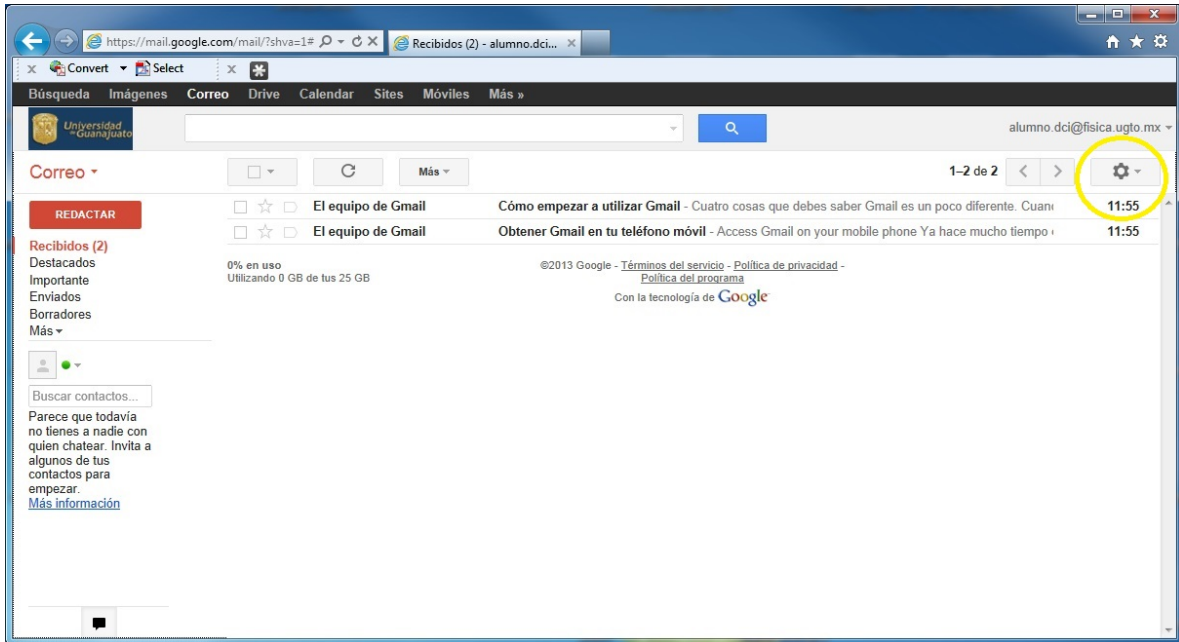 https://mail.google.com/mail/?shva=1#
Recibidos (2) - alumno.dci...
Convert Select
Búsqueda Imágenes Correo Drive Calendar Sites Móviles Más »
Universidad de Guanajuato
alumno.dci@fisica.ugto.mx
Correo
Más
1–2 de 2
REDACTAR
El equipo de Gmail Cómo empezar a utilizar Gmail - Cuatro cosas que debes saber Gmail es un poco diferente. Cuan 11:55
El equipo de Gmail Obtener Gmail en tu teléfono móvil - Access Gmail on your mobile phone Ya hace mucho tiempo 11:55
Recibidos (2)
Destacados
Importante
Enviados
Borradores
Más
0% en uso
Utilizando 0 GB de tus 25 GB
©2013 Google - Términos del servicio - Política de privacidad -
Política del programa
Con la tecnología de Google
Buscar contactos...
Parece que todavía
no tienes a nadie con
quien chatear. Invita a
algunos de tus
contactos para
empezar.
Más información